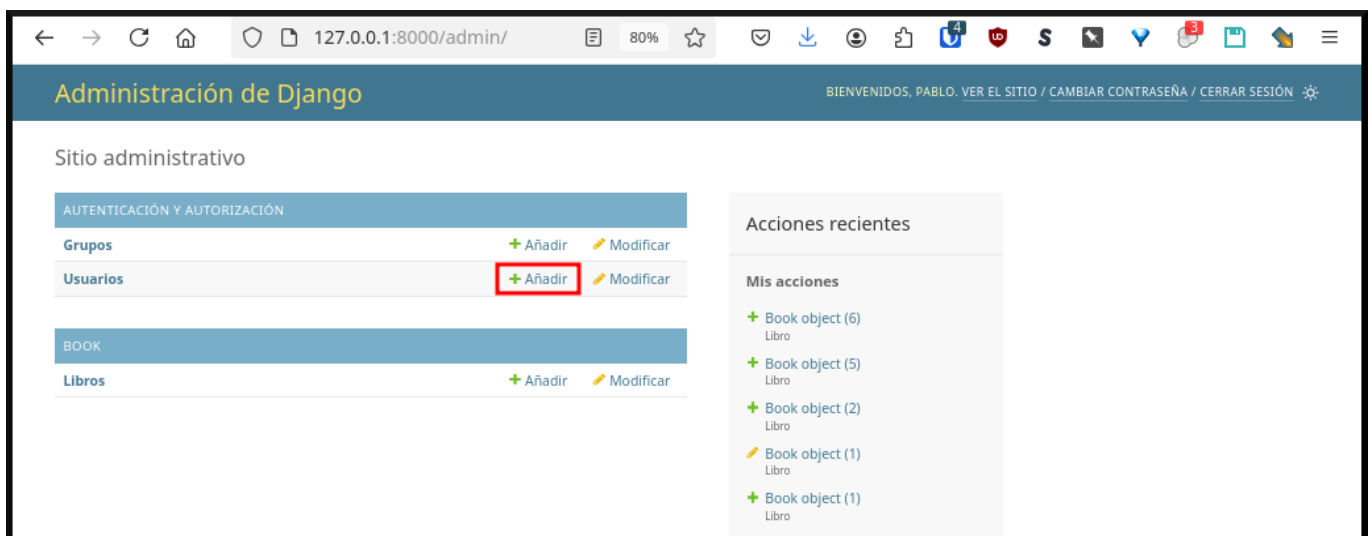 127.0.0.1:8000/admin/ 80% 4 S 3
Administración de Django
BIENVENIDOS, PABLO. VER EL SITIO / CAMBIAR CONTRASEÑA / CERRAR SESIÓN
Sitio administrativo
AUTENTICACIÓN Y AUTORIZACIÓN
Grupos Añadir Modificar
Usuarios Añadir Modificar
BOOK
Libros Añadir Modificar
Acciones recientes
Mis acciones
Book object (6)
Libro
Book object (5)
Libro
Book object (2)
Libro
Book object (1)
Libro
Book object (1)
Libro